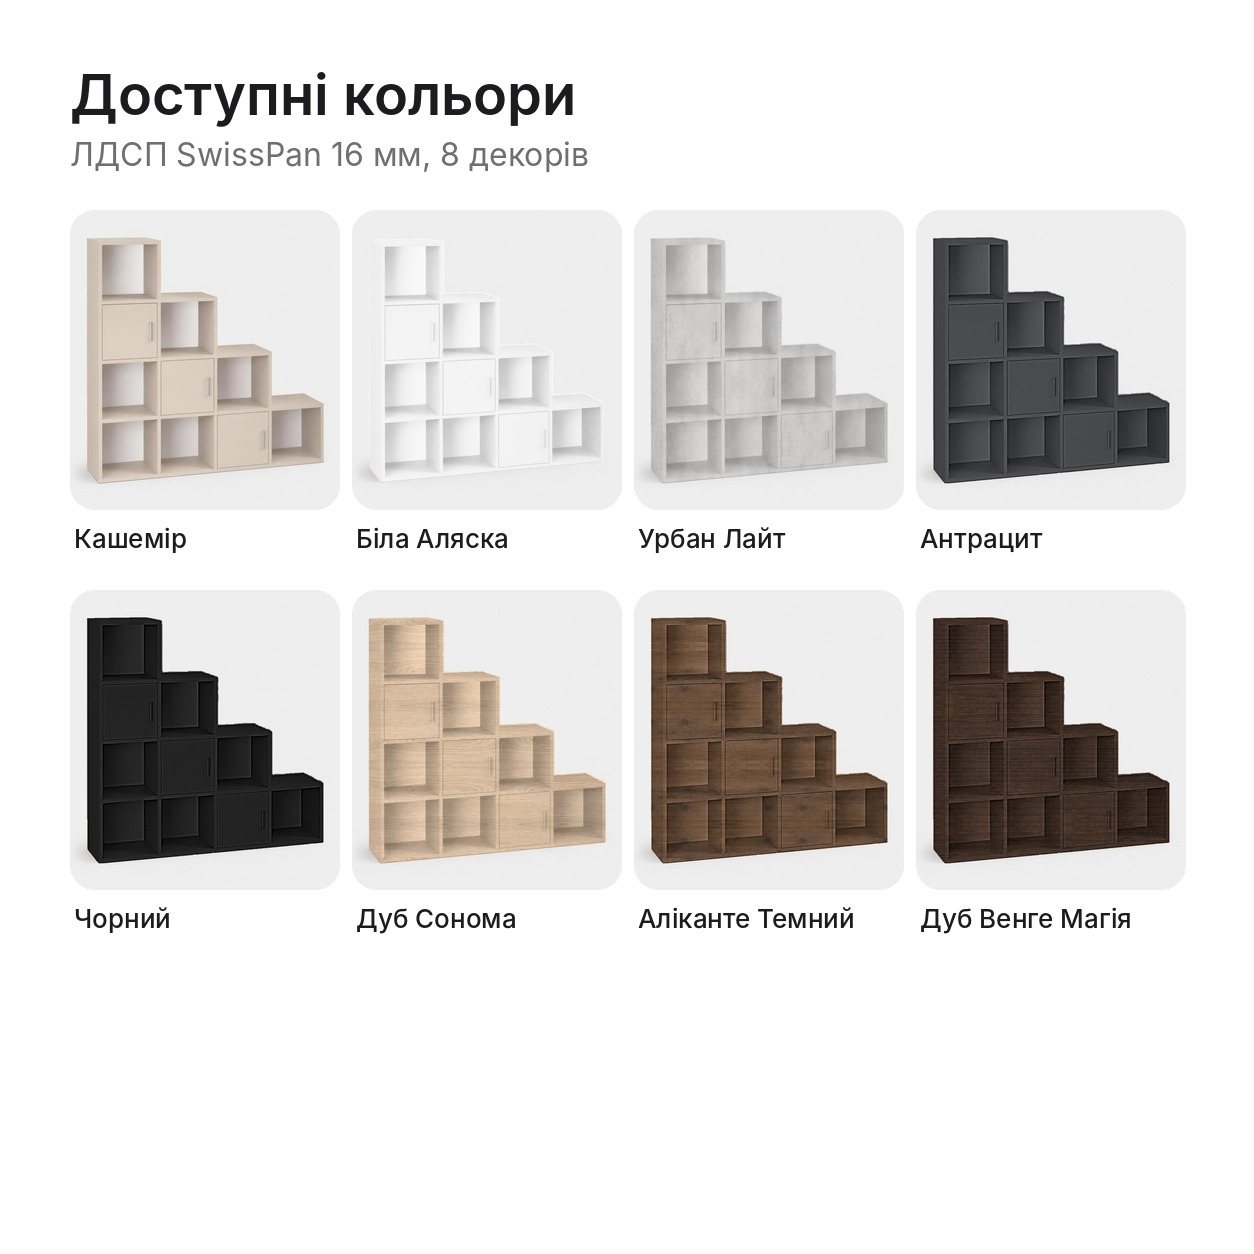 Доступні кольори
ЛДСП SwissPan 16 мм, 8 декорів
Кашемір
Біла Аляска
Урбан Лайт
Антрацит
Чорний
Дуб Сонома
Аліканте Темний
Дуб Венге Магія